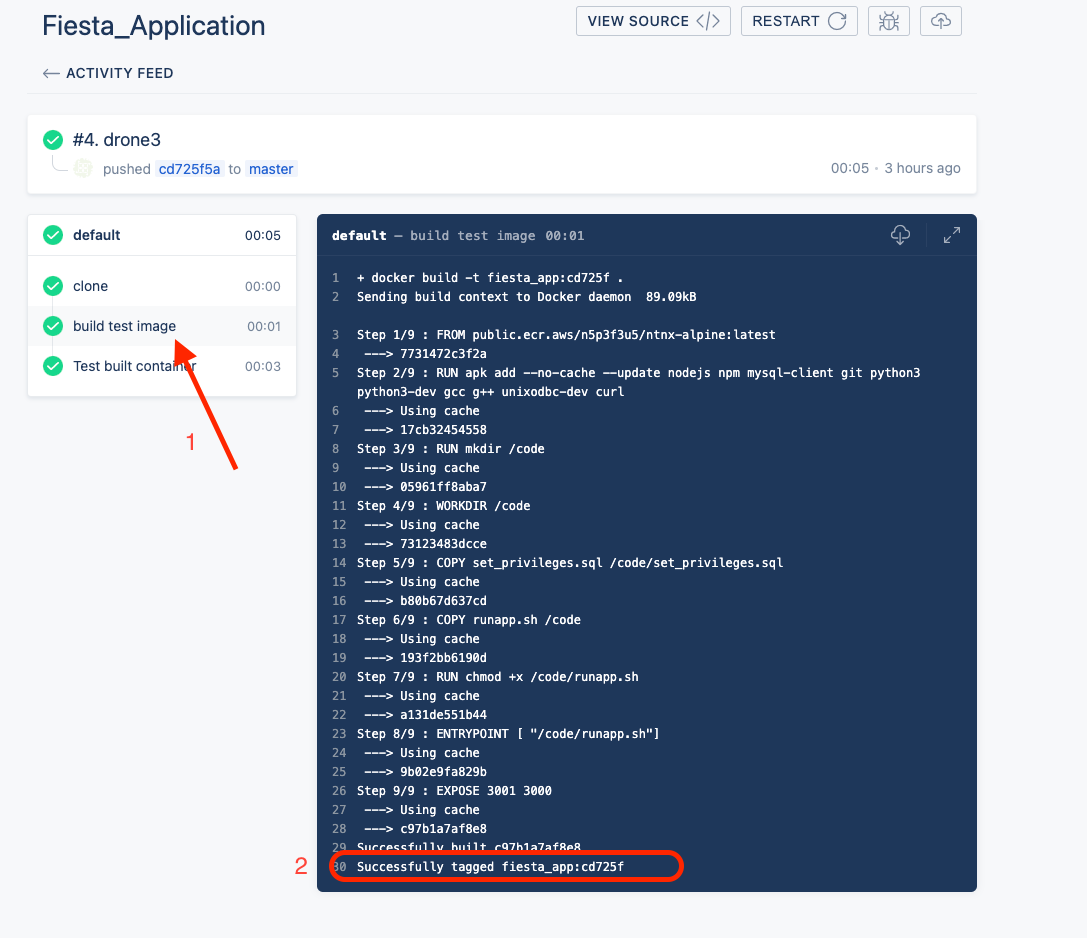 Fiesta_Application
VIEW SOURCE </>
RESTART
← ACTIVITY FEED
#4. drone3
pushed cd725f5a to master
00:05 • 3 hours ago
default 00:05
clone 00:00
build test image 00:01
Test built container 00:03
1
default — build test image 00:01
1 + docker build -t fiesta_app:cd725f .
2 Sending build context to Docker daemon  89.09kB
3 Step 1/9 : FROM public.ecr.aws/n5p3f3u5/ntnx-alpine:latest
4 ---> 7731472c3f2a
5 Step 2/9 : RUN apk add --no-cache --update nodejs npm mysql-client git python3
python3-dev gcc g++ unixodbc-dev curl
6 ---> Using cache
7 ---> 17cb32454558
8 Step 3/9 : RUN mkdir /code
9 ---> Using cache
10 ---> 05961ff8aba7
11 Step 4/9 : WORKDIR /code
12 ---> Using cache
13 ---> 73123483dcce
14 Step 5/9 : COPY set_privileges.sql /code/set_privileges.sql
15 ---> Using cache
16 ---> b80b67d637cd
17 Step 6/9 : COPY runapp.sh /code
18 ---> Using cache
19 ---> 193f2bb6190d
20 Step 7/9 : RUN chmod +x /code/runapp.sh
21 ---> Using cache
22 ---> a131de551b44
23 Step 8/9 : ENTRYPOINT [ "/code/runapp.sh"]
24 ---> Using cache
25 ---> 9b02e9fa829b
26 Step 9/9 : EXPOSE 3001 3000
27 ---> Using cache
28 ---> c97b1a7af8e8
29 Successfully built c97b1a7af8e8
2
30 Successfully tagged fiesta_app:cd725f